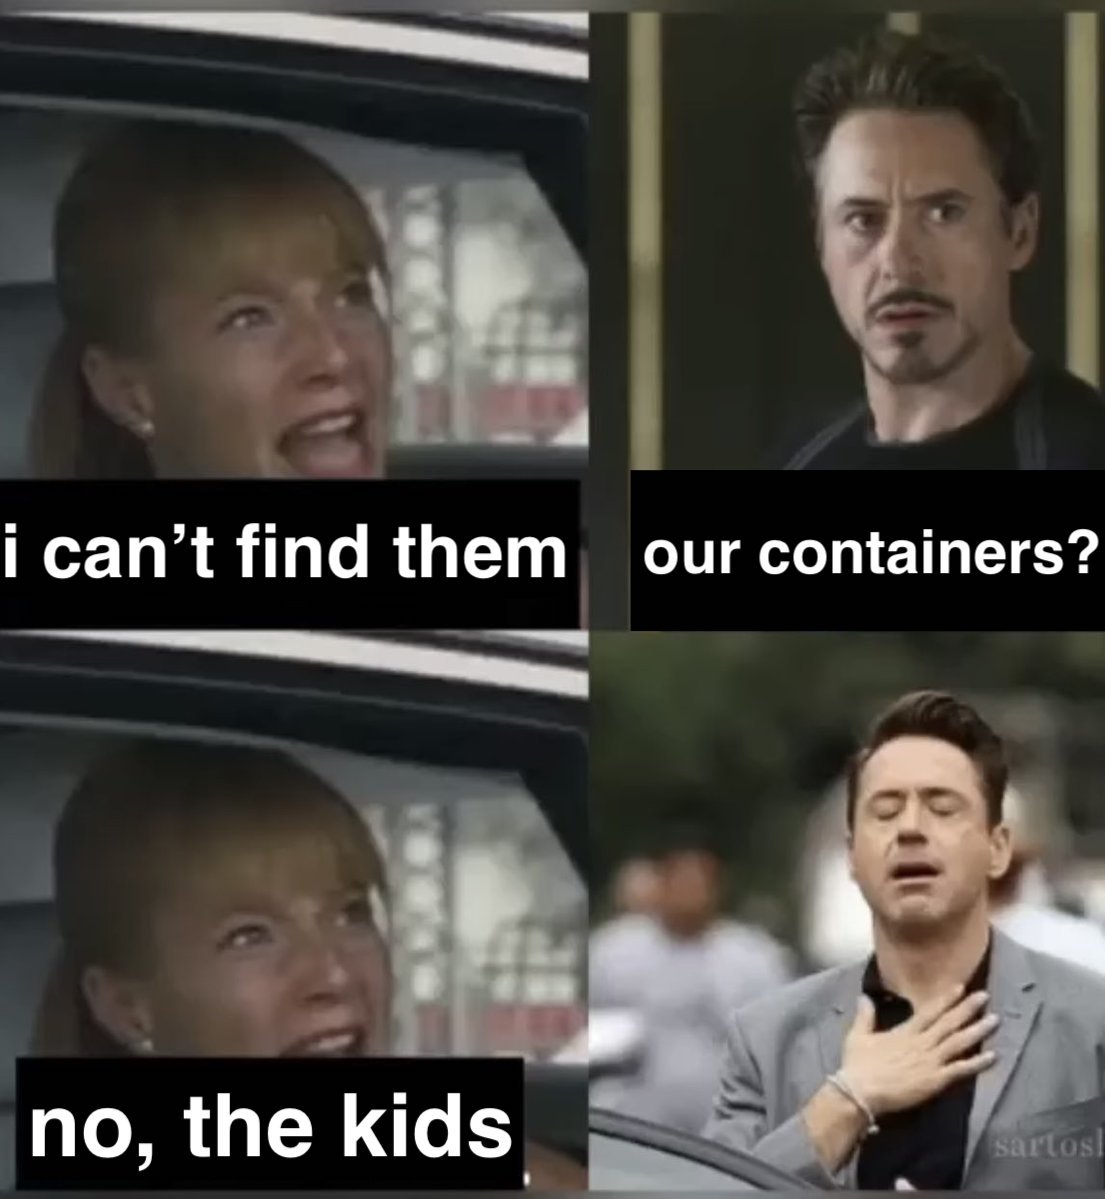 i can’t find them
our containers?
no, the kids